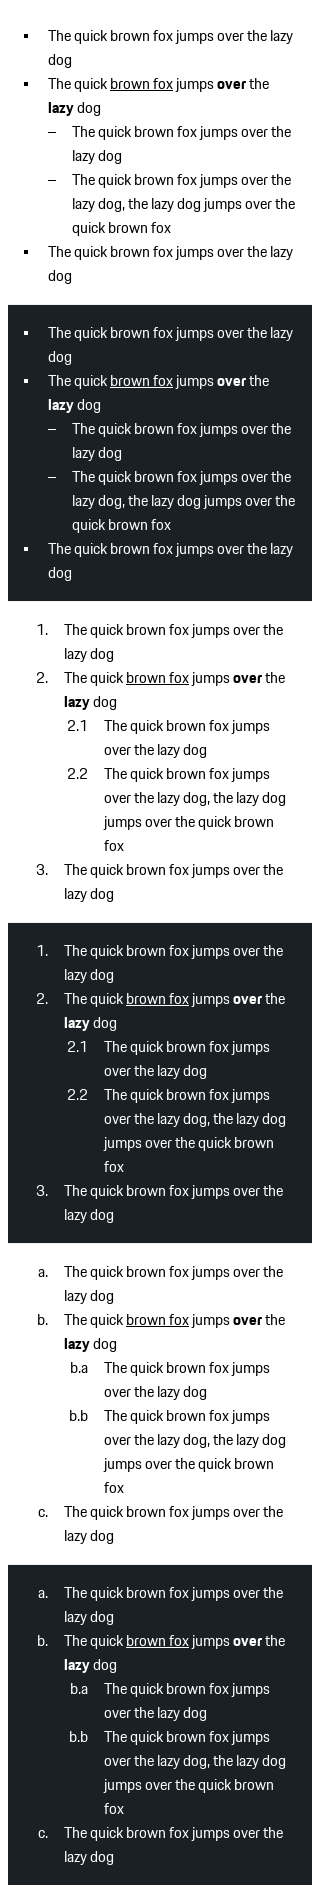 ▪ The quick brown fox jumps over the lazy
dog
▪ The quick brown fox jumps over the
lazy dog
– The quick brown fox jumps over the
lazy dog
– The quick brown fox jumps over the
lazy dog, the lazy dog jumps over the
quick brown fox
▪ The quick brown fox jumps over the lazy
dog
▪ The quick brown fox jumps over the lazy
dog
▪ The quick brown fox jumps over the
lazy dog
– The quick brown fox jumps over the
lazy dog
– The quick brown fox jumps over the
lazy dog, the lazy dog jumps over the
quick brown fox
▪ The quick brown fox jumps over the lazy
dog
1. The quick brown fox jumps over the
lazy dog
2. The quick brown fox jumps over the
lazy dog
2.1 The quick brown fox jumps
over the lazy dog
2.2 The quick brown fox jumps
over the lazy dog, the lazy dog
jumps over the quick brown
fox
3. The quick brown fox jumps over the
lazy dog
1. The quick brown fox jumps over the
lazy dog
2. The quick brown fox jumps over the
lazy dog
2.1 The quick brown fox jumps
over the lazy dog
2.2 The quick brown fox jumps
over the lazy dog, the lazy dog
jumps over the quick brown
fox
3. The quick brown fox jumps over the
lazy dog
a. The quick brown fox jumps over the
lazy dog
b. The quick brown fox jumps over the
lazy dog
b.a The quick brown fox jumps
over the lazy dog
b.b The quick brown fox jumps
over the lazy dog, the lazy dog
jumps over the quick brown
fox
c. The quick brown fox jumps over the
lazy dog
a. The quick brown fox jumps over the
lazy dog
b. The quick brown fox jumps over the
lazy dog
b.a The quick brown fox jumps
over the lazy dog
b.b The quick brown fox jumps
over the lazy dog, the lazy dog
jumps over the quick brown
fox
c. The quick brown fox jumps over the
lazy dog